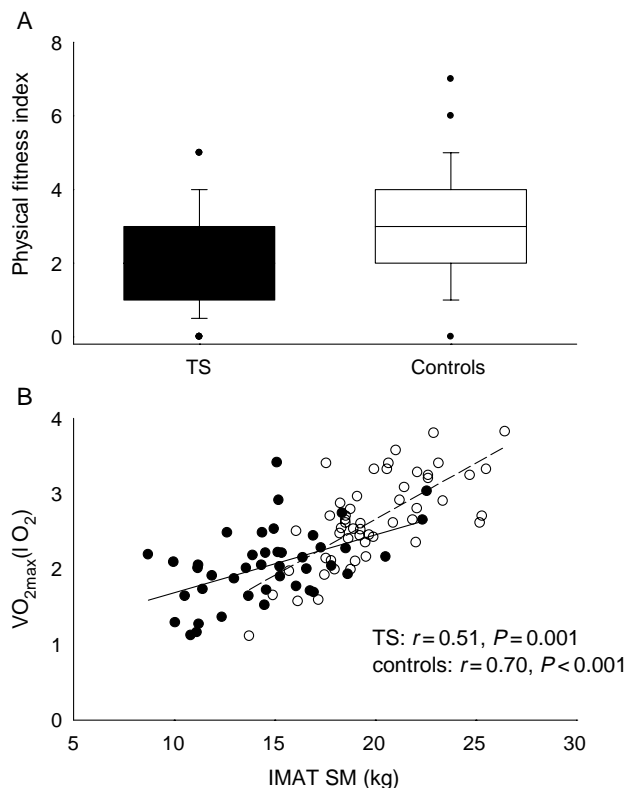 A
8
6
4
2
0
Physical fitness index
TS
Controls
B
4
3
2
1
0
VO2max(l O2)
TS: r=0.51, P=0.001
controls: r=0.70, P<0.001
5
10
15
20
25
30
IMAT SM (kg)